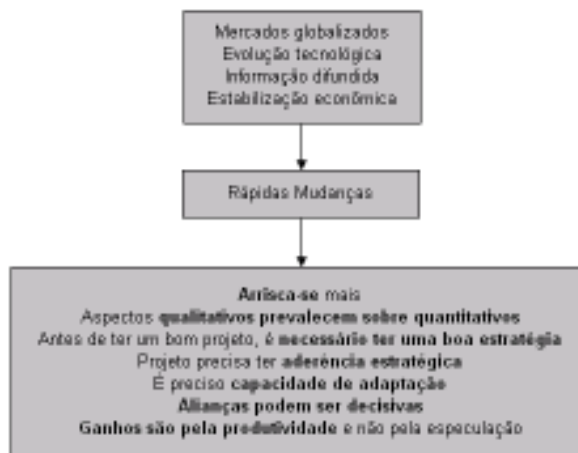 Mercados globalizados
Evolução tecnológica
Informação difundida
Estabilização econômica
Rápidas Mudanças
Arrisca-se mais
Aspectos qualitativos prevalecem sobre quantitativos
Antes de ter um bom projeto, é necessário ter uma boa estratégia
Projeto precisa ter aderência estratégica
É preciso capacidade de adaptação
Alianças podem ser decisivas
Ganhos são pela produtividade e não pela especulação